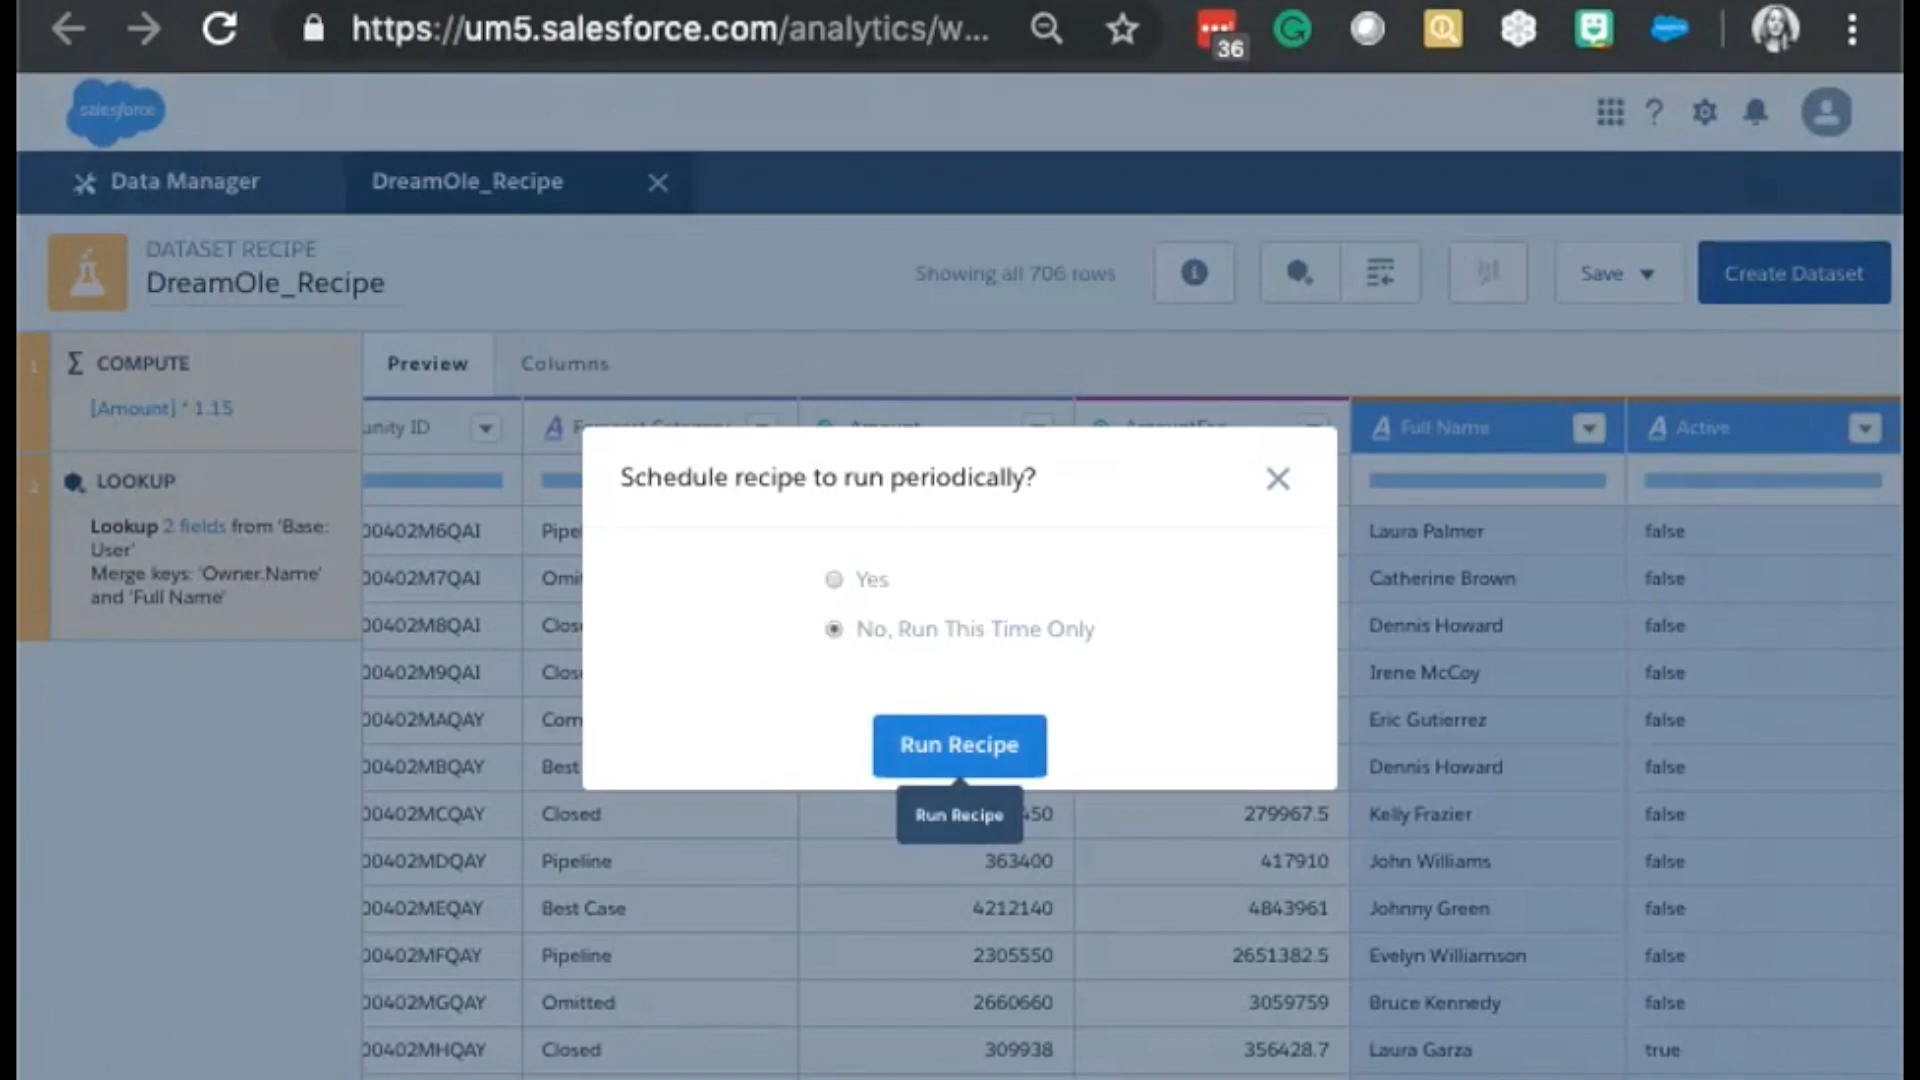 https://um5.salesforce.com/analytics/w...
36
salesforce
Data Manager
DreamOle_Recipe
DATASET RECIPE
DreamOle_Recipe
Showing all 706 rows
Save
Create Dataset
1
COMPUTE
[Amount] * 1.15
2
LOOKUP
Lookup 2 fields from 'Base:
User'
Merge keys: 'Owner.Name'
and 'Full Name'
Preview
Columns
unity ID
Full Name
Active
Schedule recipe to run periodically?
Yes
No, Run This Time Only
Run Recipe
Run Recipe
00402M6QAI Pipe Laura Palmer false
00402M7QAI Omi Catherine Brown false
00402M8QAI Clos Dennis Howard false
00402M9QAI Clos Irene McCoy false
00402MAQAY Com Eric Gutierrez false
00402MBQAY Best Dennis Howard false
00402MCQAY Closed 450 279967.5 Kelly Frazier false
00402MDQAY Pipeline 363400 417910 John Williams false
00402MEQAY Best Case 4212140 4843961 Johnny Green false
00402MFQAY Pipeline 2305550 2651382.5 Evelyn Williamson false
00402MGQAY Omitted 2660660 3059759 Bruce Kennedy false
00402MHQAY Closed 309938 356428.7 Laura Garza true